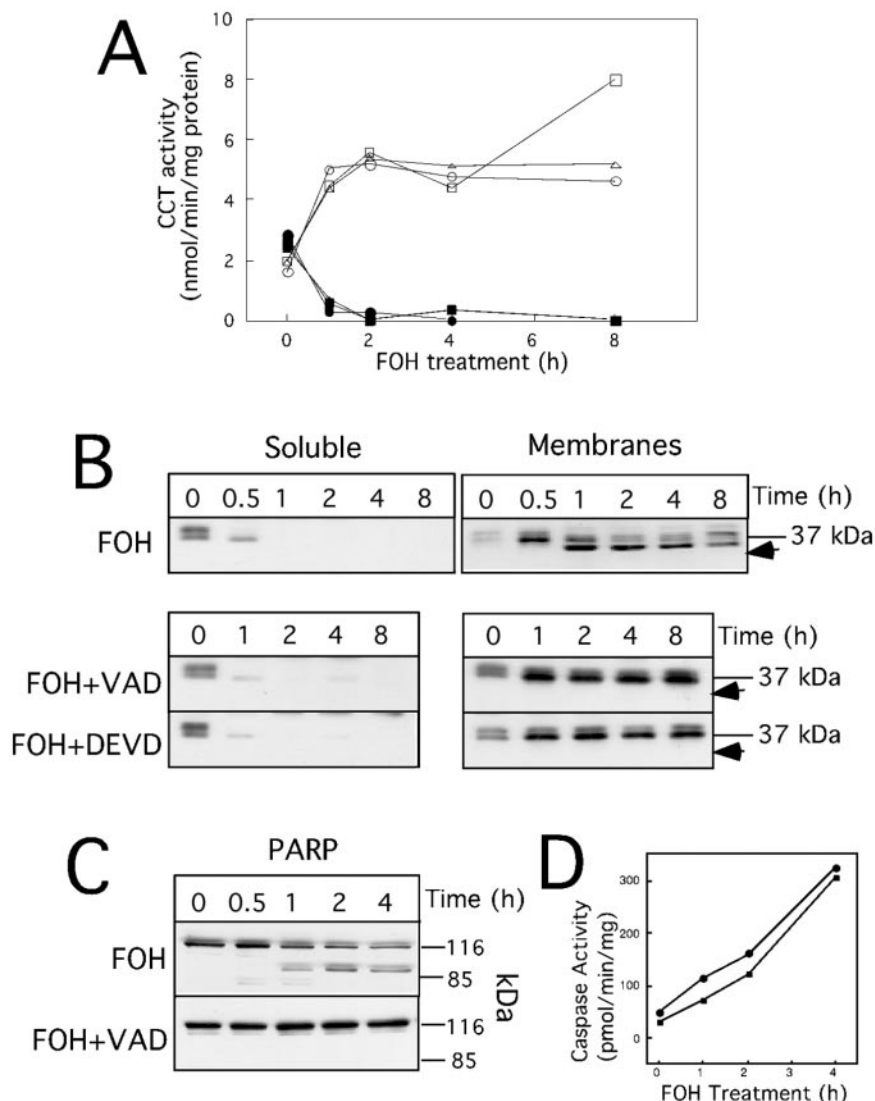 A
CCT activity
(nmol/min/mg protein)
10
8
6
4
2
0
0 2 4 6 8
FOH treatment (h)
B
Soluble Membranes
0 0.5 1 2 4 8 0 0.5 1 2 4 8 Time (h)
FOH 37 kDa
0 1 2 4 8 0 1 2 4 8 Time (h)
FOH+VAD 37 kDa
FOH+DEVD 37 kDa
C
PARP
0 0.5 1 2 4 Time (h)
FOH 116
85
FOH+VAD 116
85
kDa
D
Caspase Activity
(pmol/min/mg)
300
200
100
0
0 1 2 3 4
FOH Treatment (h)